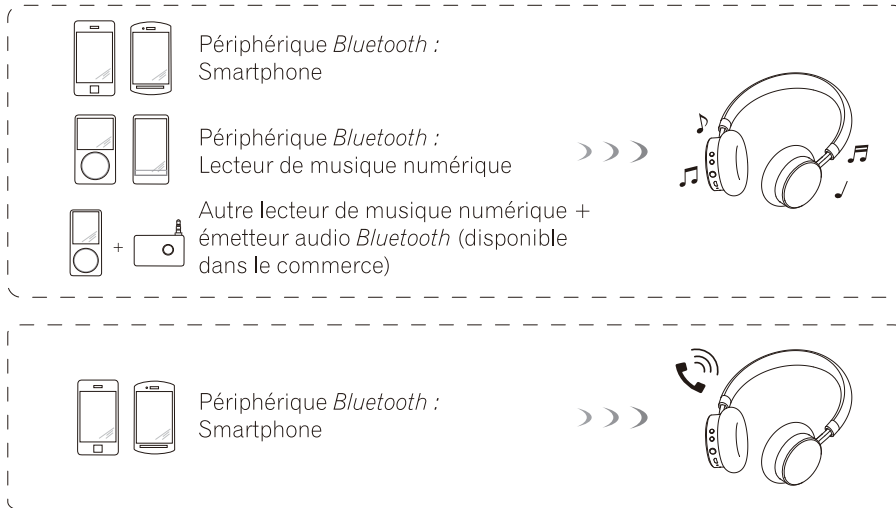 Périphérique Bluetooth :
Smartphone
Périphérique Bluetooth :
Lecteur de musique numérique
Autre lecteur de musique numérique +
émetteur audio Bluetooth (disponible
dans le commerce)
+
Périphérique Bluetooth :
Smartphone